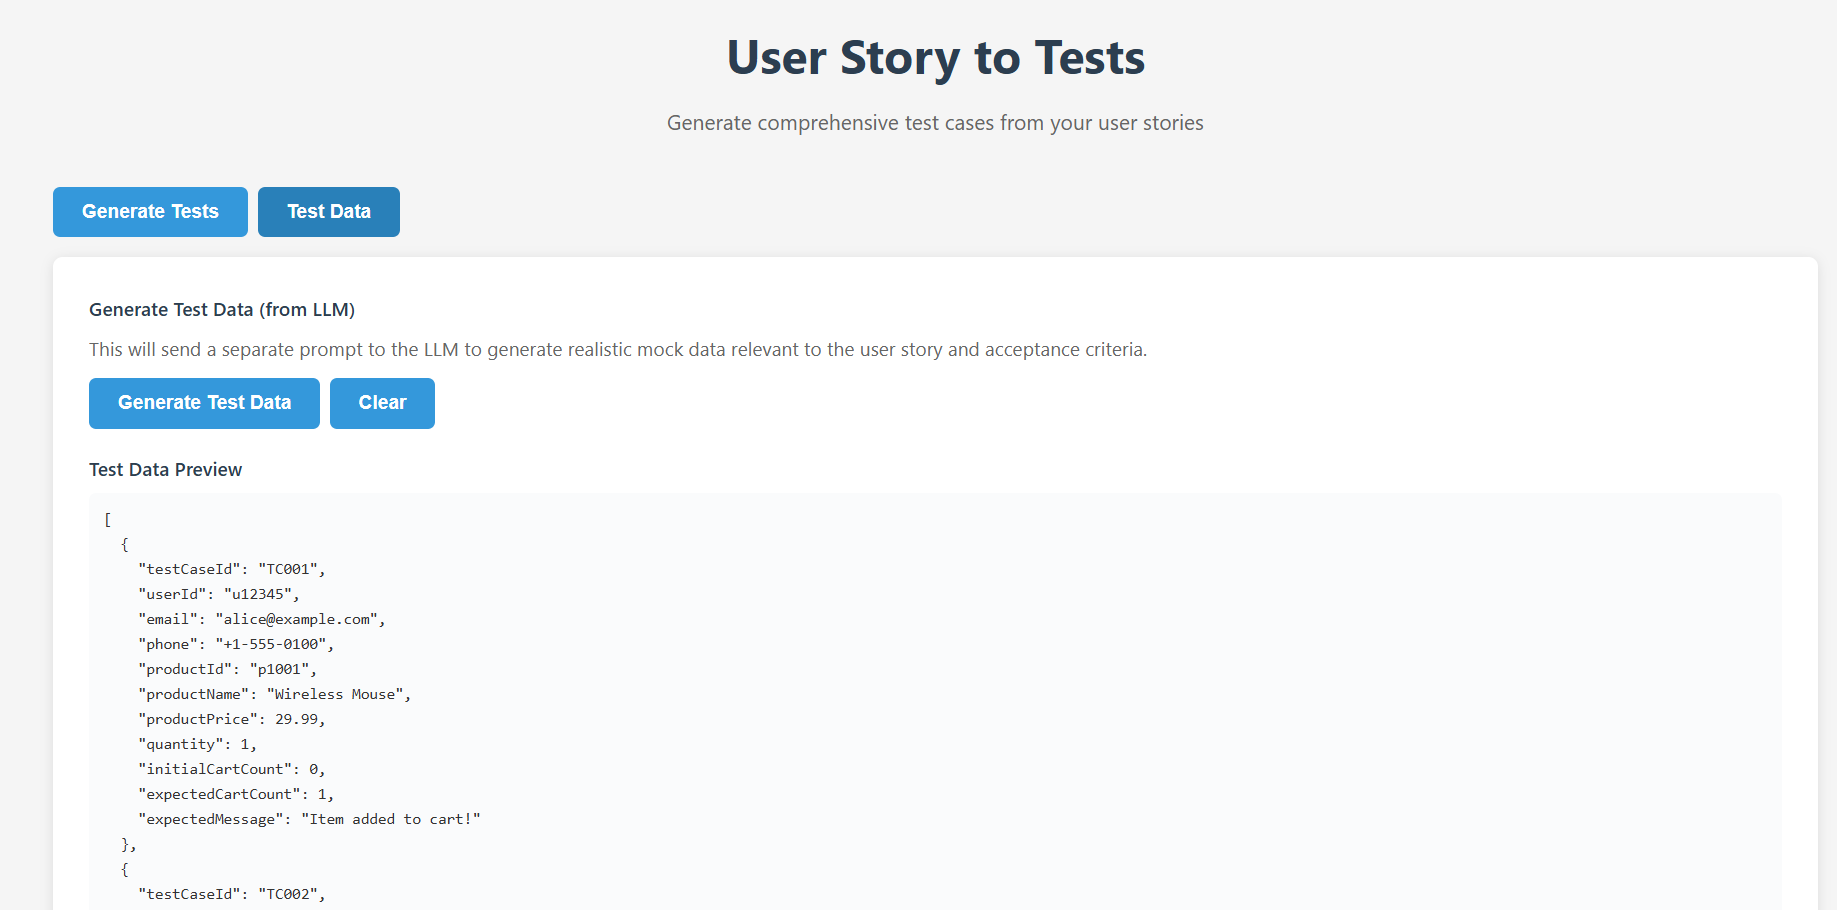 User Story to Tests
Generate comprehensive test cases from your user stories
Generate Tests
Test Data
Generate Test Data (from LLM)
This will send a separate prompt to the LLM to generate realistic mock data relevant to the user story and acceptance criteria.
Generate Test Data
Clear
Test Data Preview
[
  {
    "testCaseId": "TC001",
    "userId": "u12345",
    "email": "alice@example.com",
    "phone": "+1-555-0100",
    "productId": "p1001",
    "productName": "Wireless Mouse",
    "productPrice": 29.99,
    "quantity": 1,
    "initialCartCount": 0,
    "expectedCartCount": 1,
    "expectedMessage": "Item added to cart!"
  },
  {
    "testCaseId": "TC002",